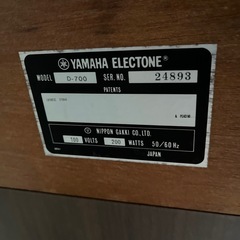 YAMAHA ELECTONE®
MODEL D-700 SER. NO. 24893
PATENTS
NIPPON GAKKI CO., LTD.
100 VOLTS 200 WATTS 50/60Hz
JAPAN